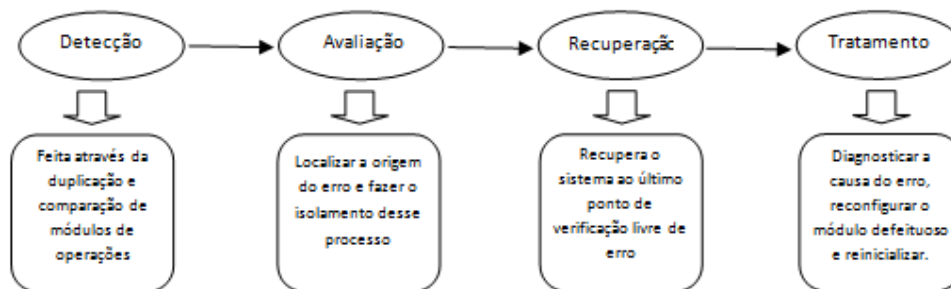 Detecção
Avaliação
Recuperação
Tratamento
Feita através da
duplicação e
comparação de
módulos de
operações
Localizar a origem
do erro e fazer o
isolamento desse
processo
Recupera o
sistema ao último
ponto de
verificação livre de
erro
Diagnosticar a
causa do erro,
reconfigurar o
módulo defeituoso
e reinicializar.